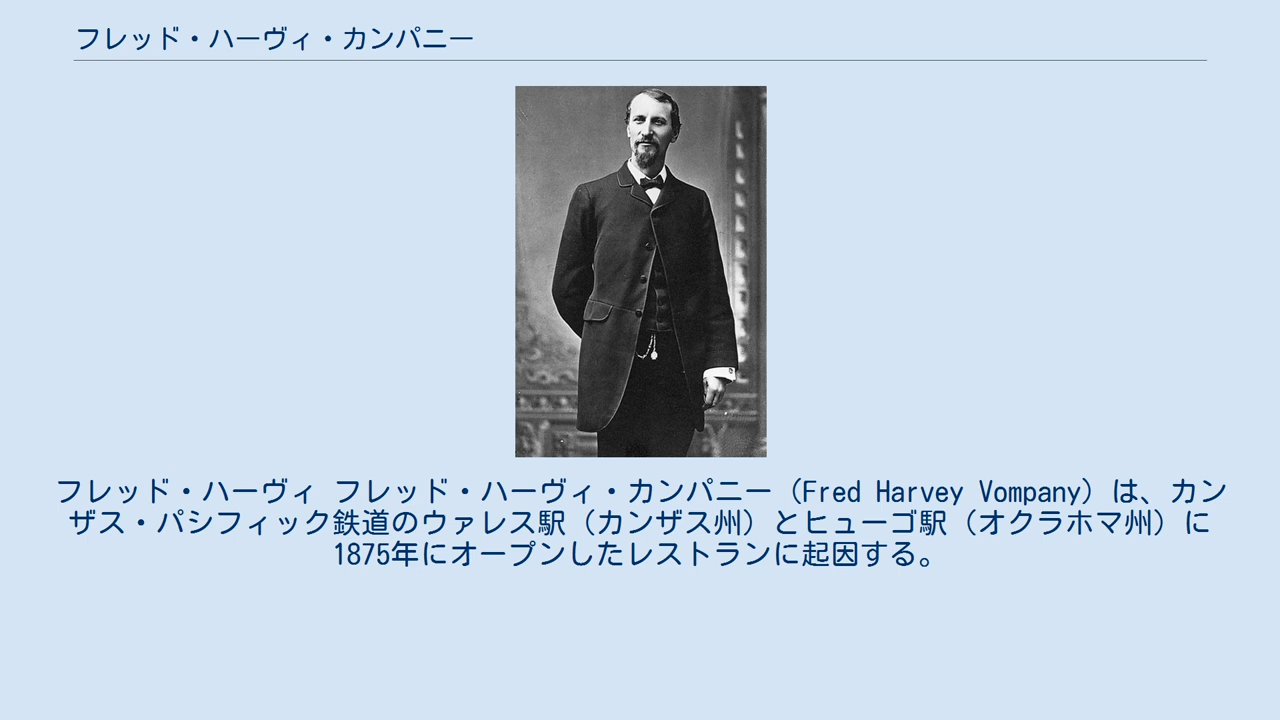 フレッド・ハーヴィ・カンパニー
フレッド・ハーヴィ フレッド・ハーヴィ・カンパニー（Fred Harvey Vompany）は、カン
ザス・パシフィック鉄道のウァレス駅（カンザス州）とヒューゴ駅（オクラホマ州）に
1875年にオープンしたレストランに起因する。